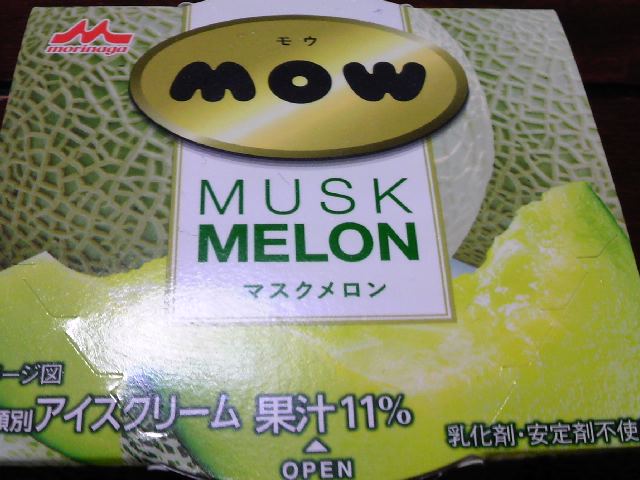 morinaga
モウ
mow
MUSK
MELON
マスクメロン
ージ図
類別 アイスクリーム 果汁11%
乳化剤・安定剤不使
OPEN